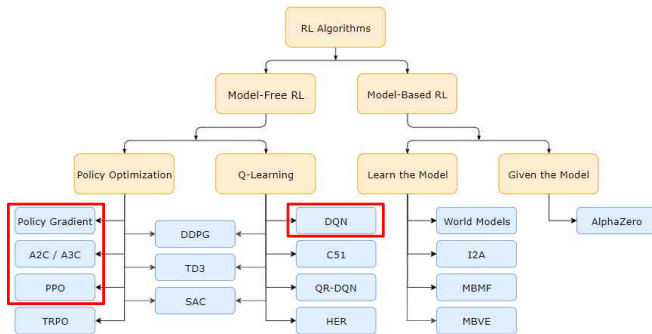 RL Algorithms
Model-Free RL
Model-Based RL
Policy Optimization
Q-Learning
Learn the Model
Given the Model
Policy Gradient
DQN
World Models
AlphaZero
DDPG
A2C / A3C
C51
I2A
TD3
PPO
QR-DQN
MBMF
SAC
TRPO
HER
MBVE